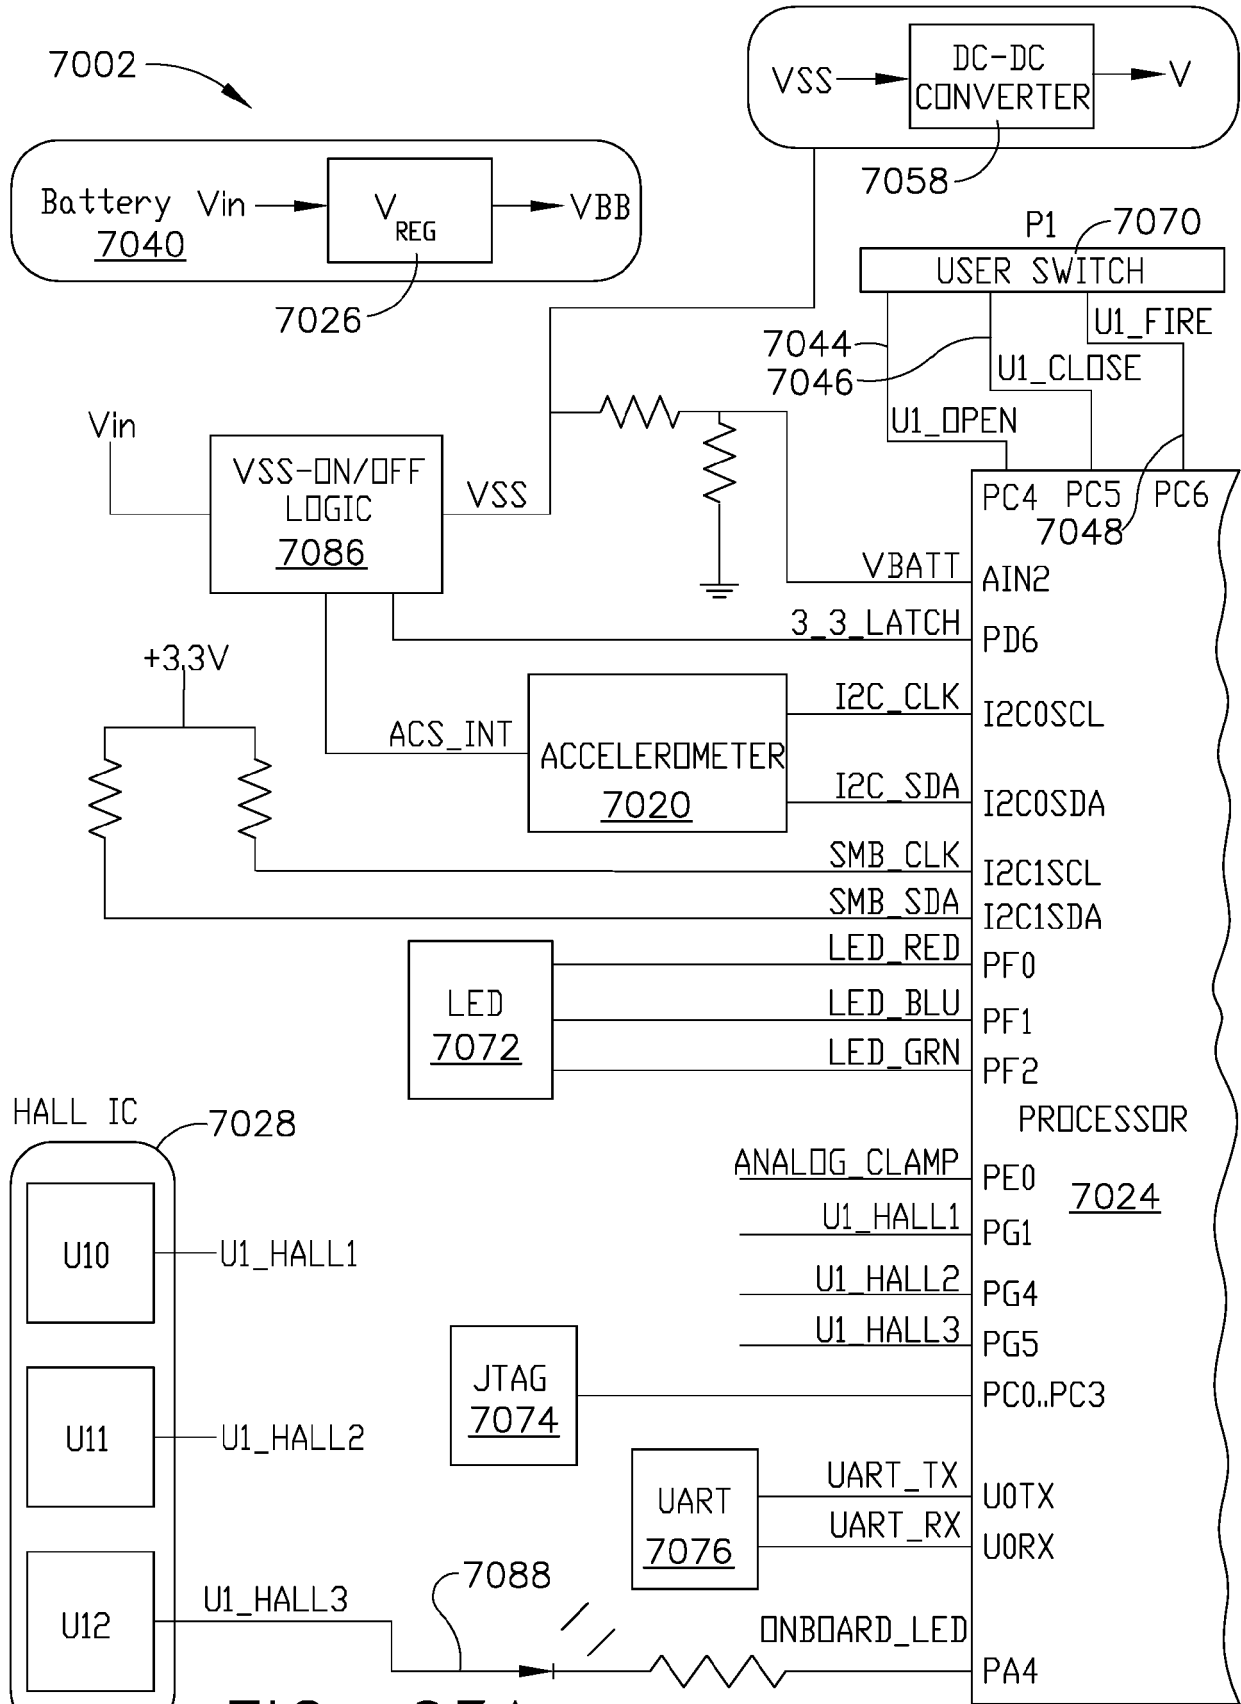 7002
VSS
DC-DC
CONVERTER
V
7058
Battery
7040
Vin
V
REG
VBB
7026
P1
7070
USER SWITCH
U1_FIRE
7044
7046
U1_CLOSE
U1_OPEN
Vin
VSS-ON/OFF
LOGIC
7086
VSS
PC4
PC5
PC6
7048
VBATT
AIN2
3_3_LATCH
PD6
+3.3V
I2C_CLK
I2C0SCL
ACS_INT
ACCELEROMETER
7020
I2C_SDA
I2C0SDA
SMB_CLK
I2C1SCL
SMB_SDA
I2C1SDA
LED_RED
PF0
LED
7072
LED_BLU
PF1
LED_GRN
PF2
HALL IC
7028
PROCESSOR
7024
ANALOG_CLAMP
PE0
U1_HALL1
PG1
U10
U1_HALL1
U1_HALL2
PG4
U1_HALL3
PG5
JTAG
7074
PC0..PC3
U11
U1_HALL2
UART
7076
UART_TX
U0TX
UART_RX
U0RX
U12
U1_HALL3
7088
ONBOARD_LED
PA4